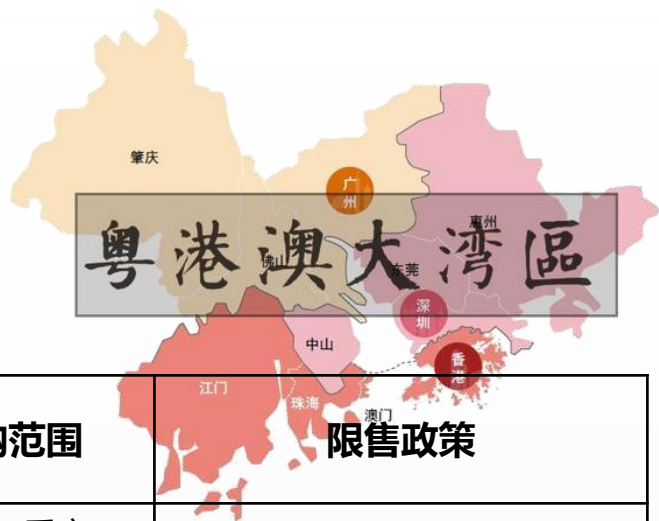 肇庆
广州
惠州
粤港澳大湾區
佛山
东莞
深圳
中山
香港
江门
珠海
澳门
范围
限售政策